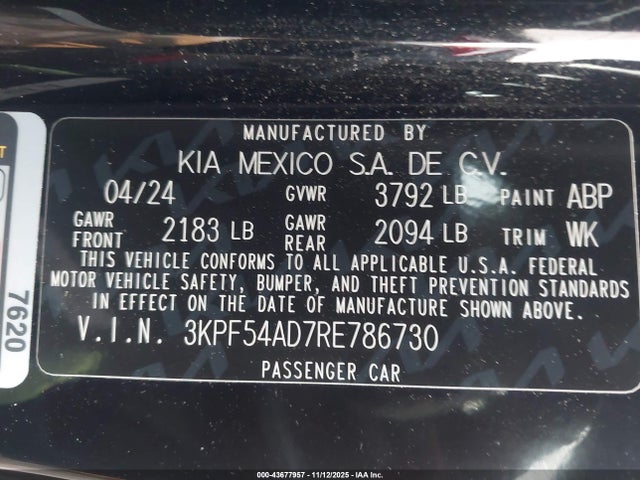 MANUFACTURED BY
KIA MEXICO S.A. DE C.V.
04/24 GVWR 3792 LB PAINT ABP
GAWR FRONT 2183 LB GAWR REAR 2094 LB TRIM WK
THIS VEHICLE CONFORMS TO ALL APPLICABLE U.S.A. FEDERAL
MOTOR VEHICLE SAFETY, BUMPER, AND THEFT PREVENTION STANDARDS
IN EFFECT ON THE DATE OF MANUFACTURE SHOWN ABOVE.
V.I.N. 3KPF54AD7RE786730
PASSENGER CAR
7620
000-43677957 - 11/12/2025 - IAA Inc.